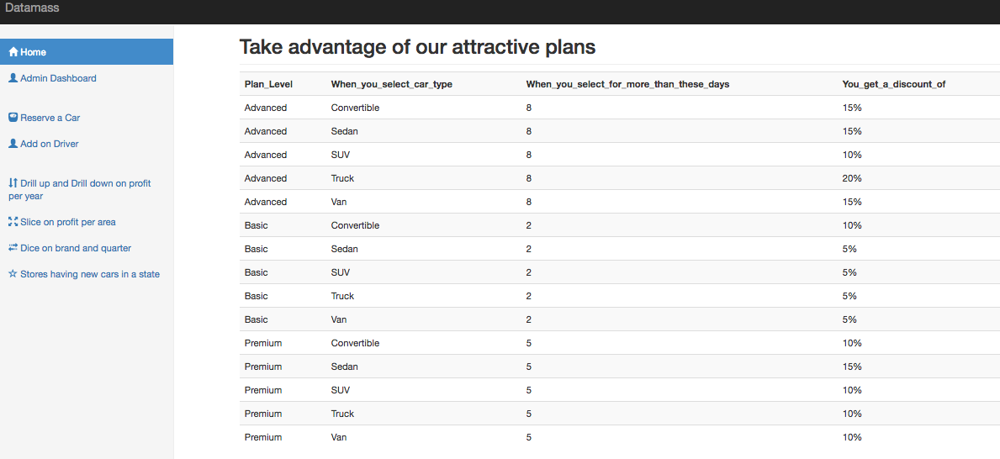 Datamass
Home
Admin Dashboard
Reserve a Car
Add on Driver
Drill up and Drill down on profit
per year
Slice on profit per area
Dice on brand and quarter
Stores having new cars in a state
Take advantage of our attractive plans
Plan_Level When_you_select_car_type When_you_select_for_more_than_these_days You_get_a_discount_of
Advanced Convertible 8 15%
Advanced Sedan 8 15%
Advanced SUV 8 10%
Advanced Truck 8 20%
Advanced Van 8 15%
Basic Convertible 2 10%
Basic Sedan 2 5%
Basic SUV 2 5%
Basic Truck 2 5%
Basic Van 2 5%
Premium Convertible 5 10%
Premium Sedan 5 15%
Premium SUV 5 10%
Premium Truck 5 10%
Premium Van 5 10%